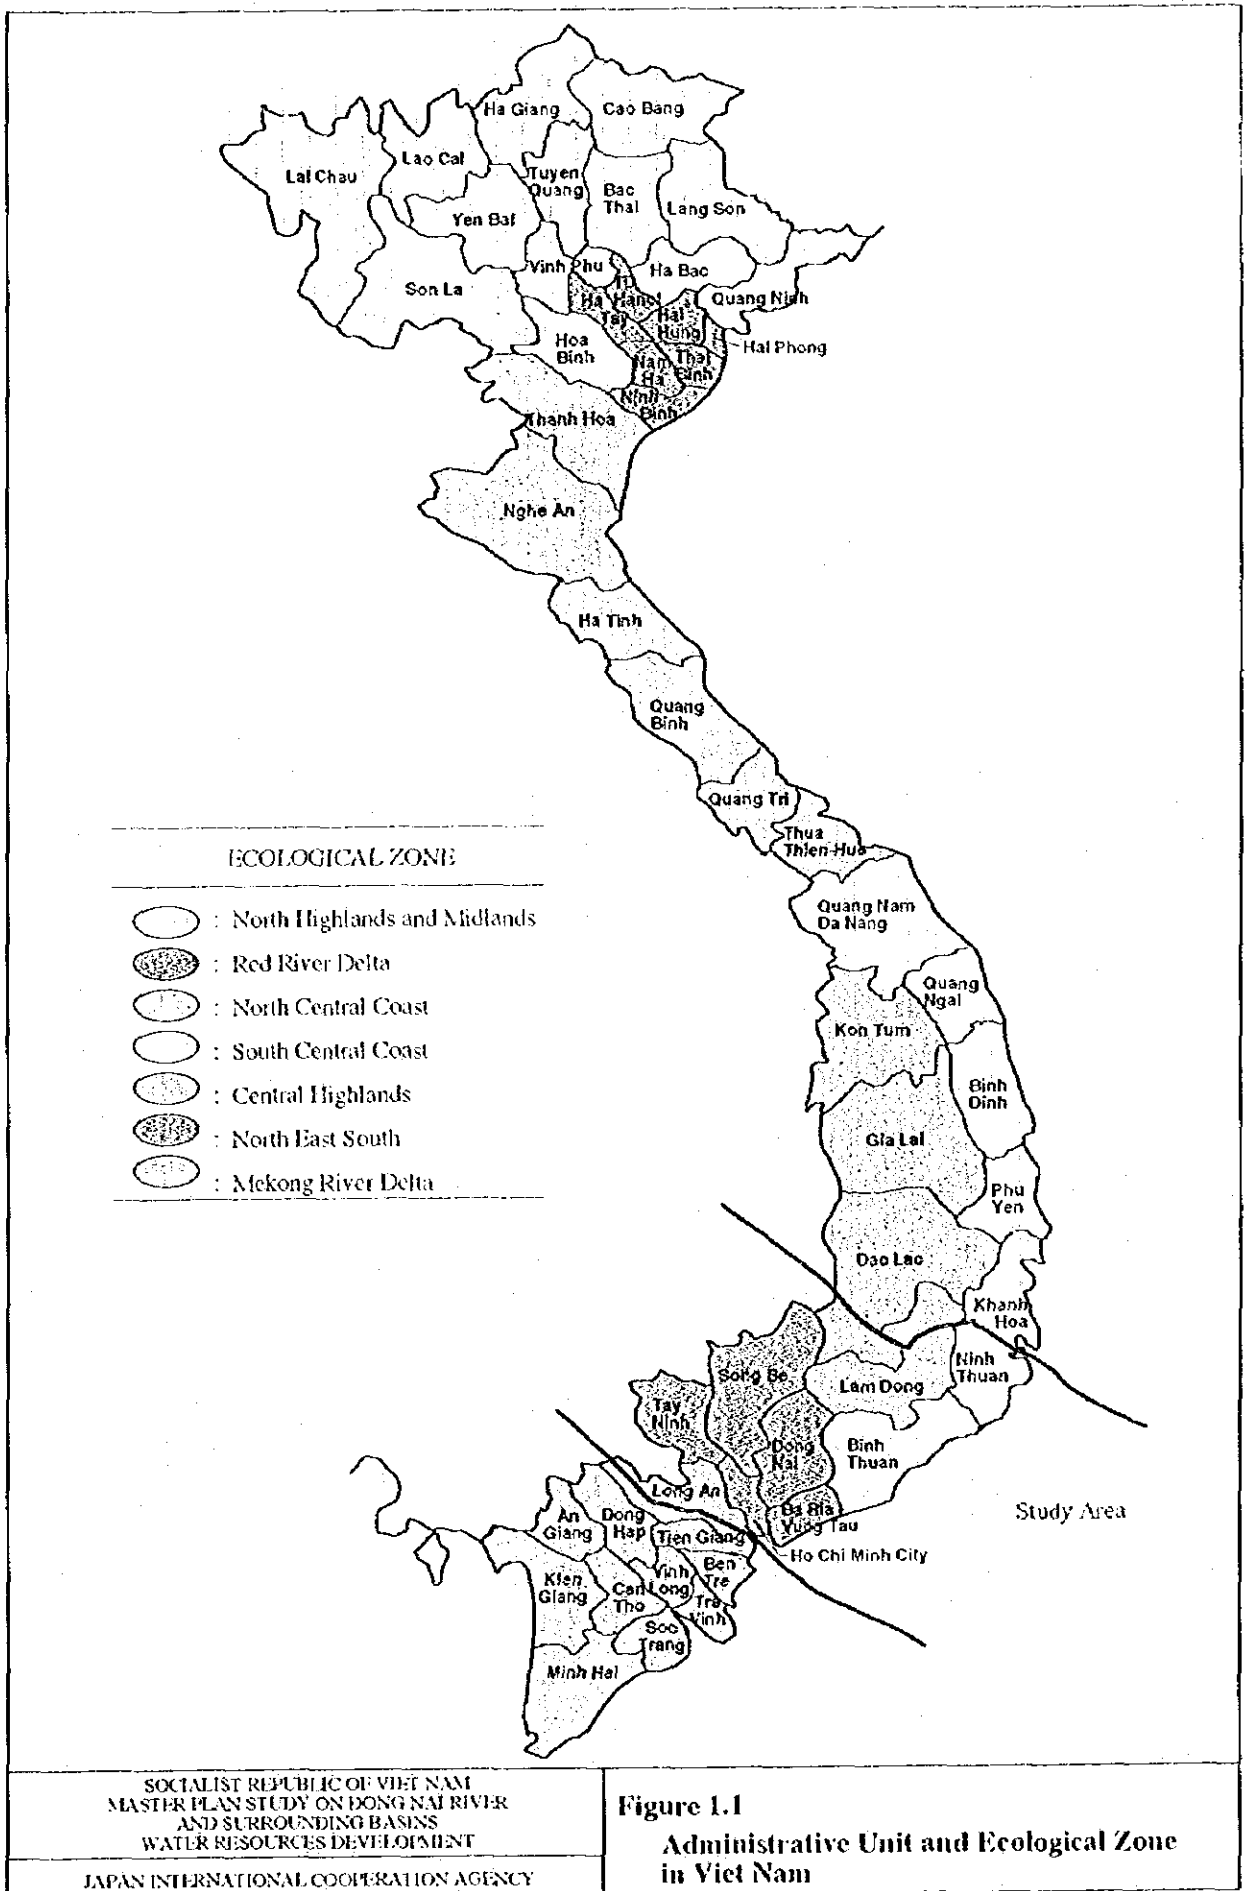 Ha Giang
Cao Bang
Lao Cai
Lai Chau
Tuyen
Quang
Bac
Thai
Lang Son
Yen Bai
Vinh Phu
Ha Bac
Son La
Ha
Tay
Hanoi
Hai
Hung
Quang Ninh
Hai Phong
Hoa
Binh
Nam
Ha
Thai
Binh
Ninh
Binh
Thanh Hoa
Nghe An
Ha Tinh
Quang
Binh
Quang Tri
Thua
Thien-Hue
ECOLOGICAL ZONE
: North Highlands and Midlands
: Red River Delta
: North Central Coast
: South Central Coast
: Central Highlands
: North East South
: Mekong River Delta
Quang Nam
Da Nang
Quang
Ngai
Kon Tum
Binh
Dinh
Gia Lai
Phu
Yen
Dac Lac
Khanh
Hoa
Ninh
Thuan
Song Be
Lam Dong
Tay
Ninh
Dong
Nai
Binh
Thuan
Long An
Ba Ria
Vung Tau
Study Area
An
Giang
Dong
Hap
Tien Giang
Ho Chi Minh City
Ben
Tre
Kien
Giang
Can
Tho
Vinh
Long
Tra
Vinh
Soc
Trang
Minh Hai
SOCIALIST REPUBLIC OF VIET NAM
MASTER PLAN STUDY ON DONG NAI RIVER
AND SURROUNDING BASINS
WATER RESOURCES DEVELOPMENT
JAPAN INTERNATIONAL COOPERATION AGENCY
Figure 1.1
Administrative Unit and Ecological Zone
in Viet Nam